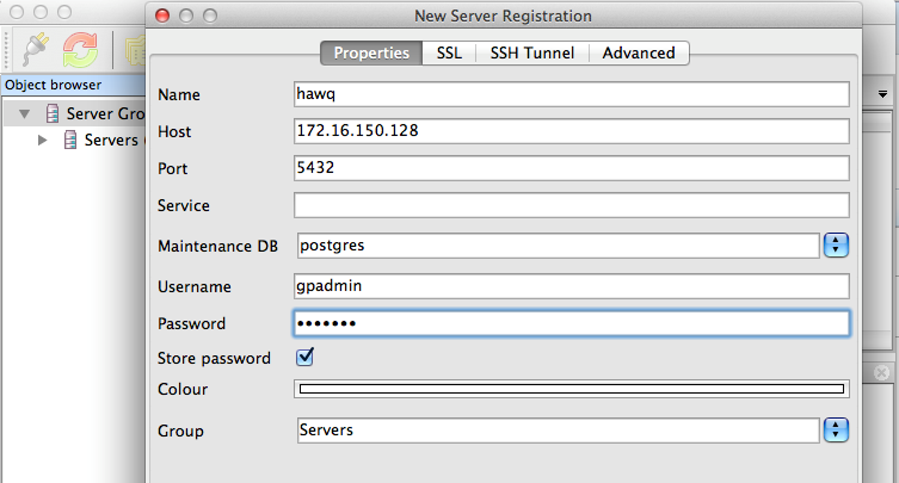 New Server Registration
Properties SSL SSH Tunnel Advanced
Object browser
Server Gro
Servers
Name hawq
Host 172.16.150.128
Port 5432
Service
Maintenance DB postgres
Username gpadmin
Password •••••••
Store password
Colour
Group Servers